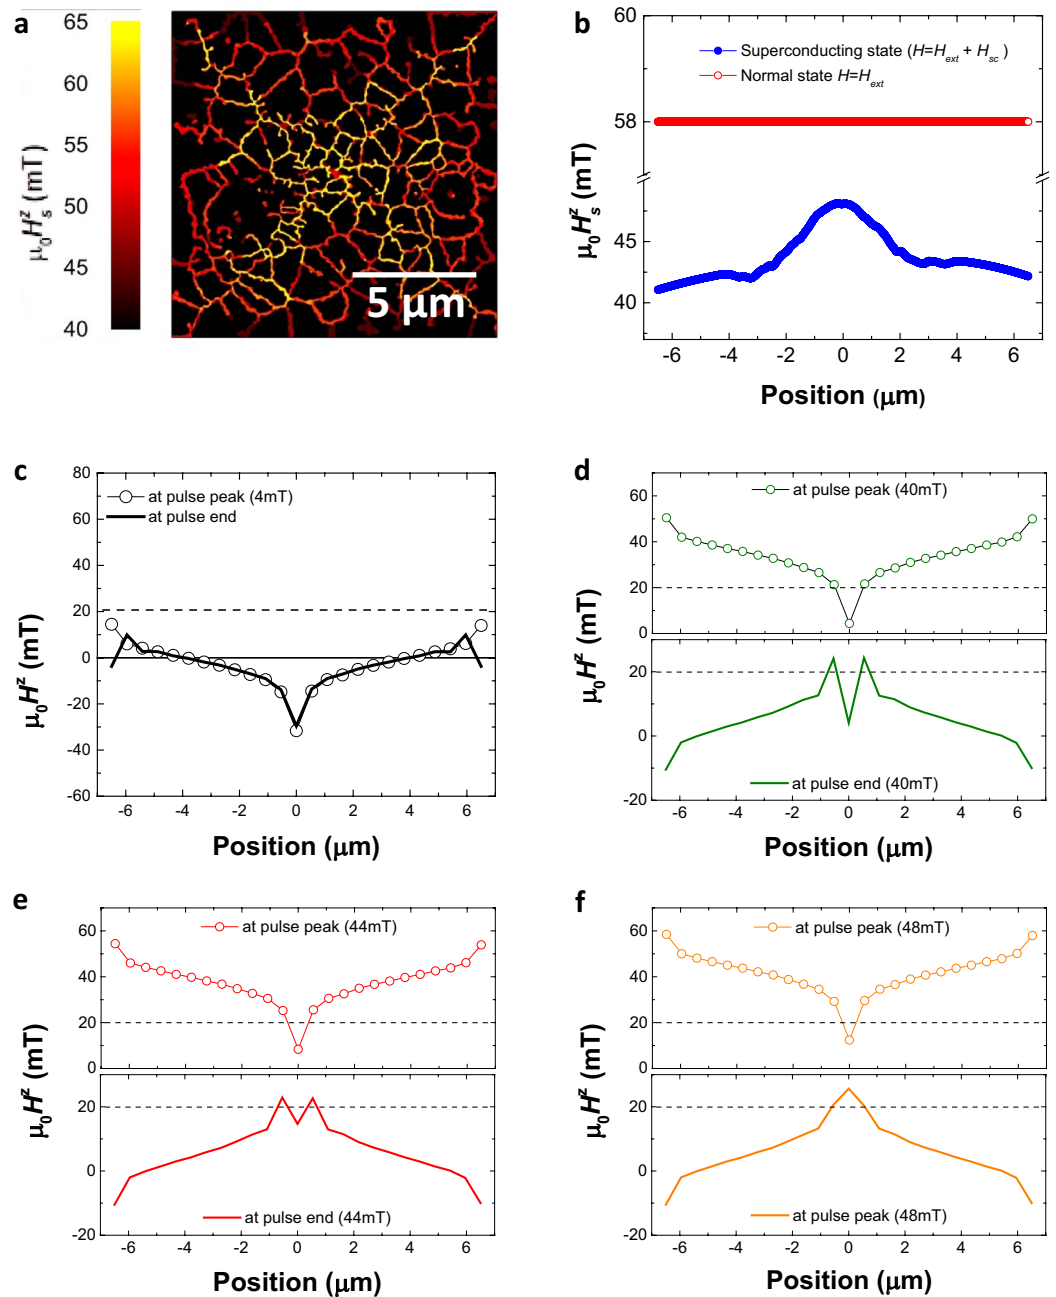 a
65
60
55
50
45
40
μ₀Hₛᶻ (mT)
5 μm
b
60
58
45
40
μ₀Hₛᶻ (mT)
Superconducting state (H=Hext + Hsc)
Normal state H=Hext
-6 -4 -2 0 2 4 6
Position (μm)
c
80
60
40
20
0
-20
-40
-60
μ₀Hᶻ (mT)
at pulse peak (4mT)
at pulse end
-6 -4 -2 0 2 4 6
Position (μm)
d
60
40
20
0
at pulse peak (40mT)
μ₀Hᶻ (mT)
20
0
-20
at pulse end (40mT)
-6 -4 -2 0 2 4 6
Position (μm)
e
60
40
20
0
at pulse peak (44mT)
μ₀Hᶻ (mT)
20
0
-20
at pulse end (44mT)
-6 -4 -2 0 2 4 6
Position (μm)
f
60
40
20
0
at pulse peak (48mT)
μ₀Hᶻ (mT)
20
0
-20
at pulse peak (48mT)
-6 -4 -2 0 2 4 6
Position (μm)